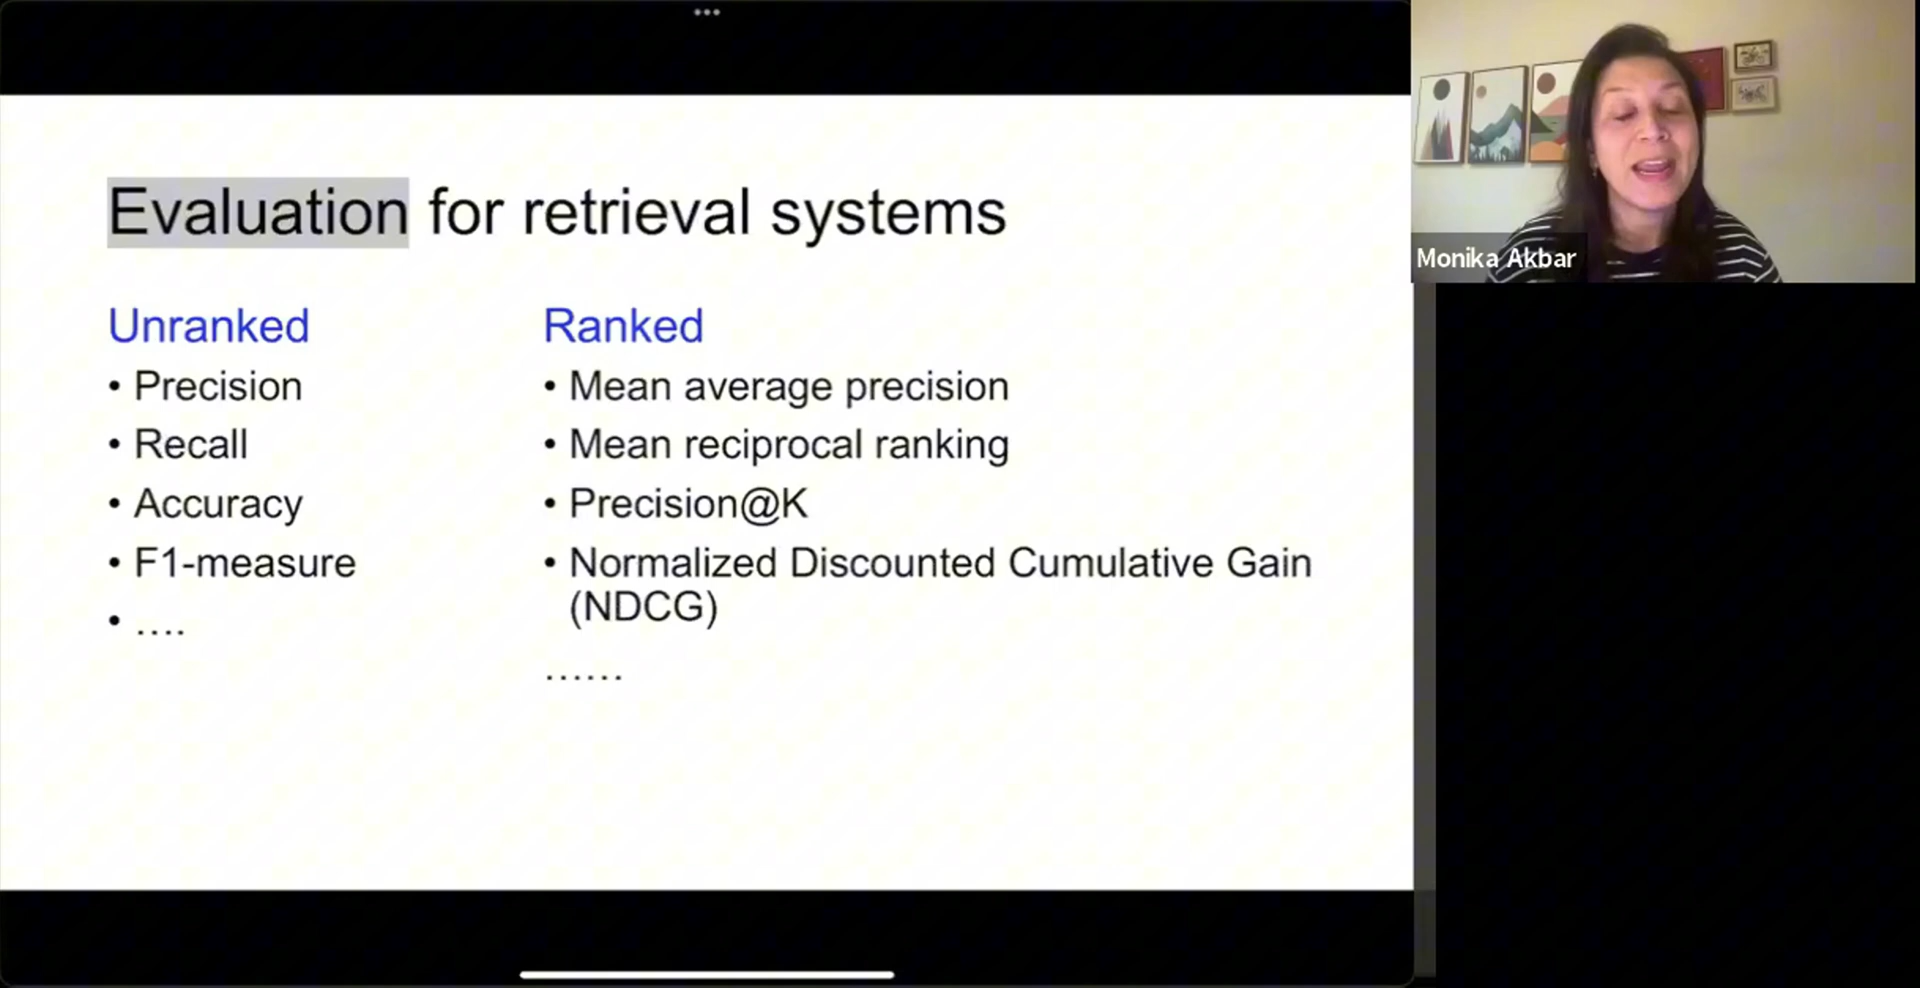 Evaluation for retrieval systems
Unranked
• Precision
• Recall
• Accuracy
• F1-measure
• ....
Ranked
• Mean average precision
• Mean reciprocal ranking
• Precision@K
• Normalized Discounted Cumulative Gain
(NDCG)
......
Monika Akbar